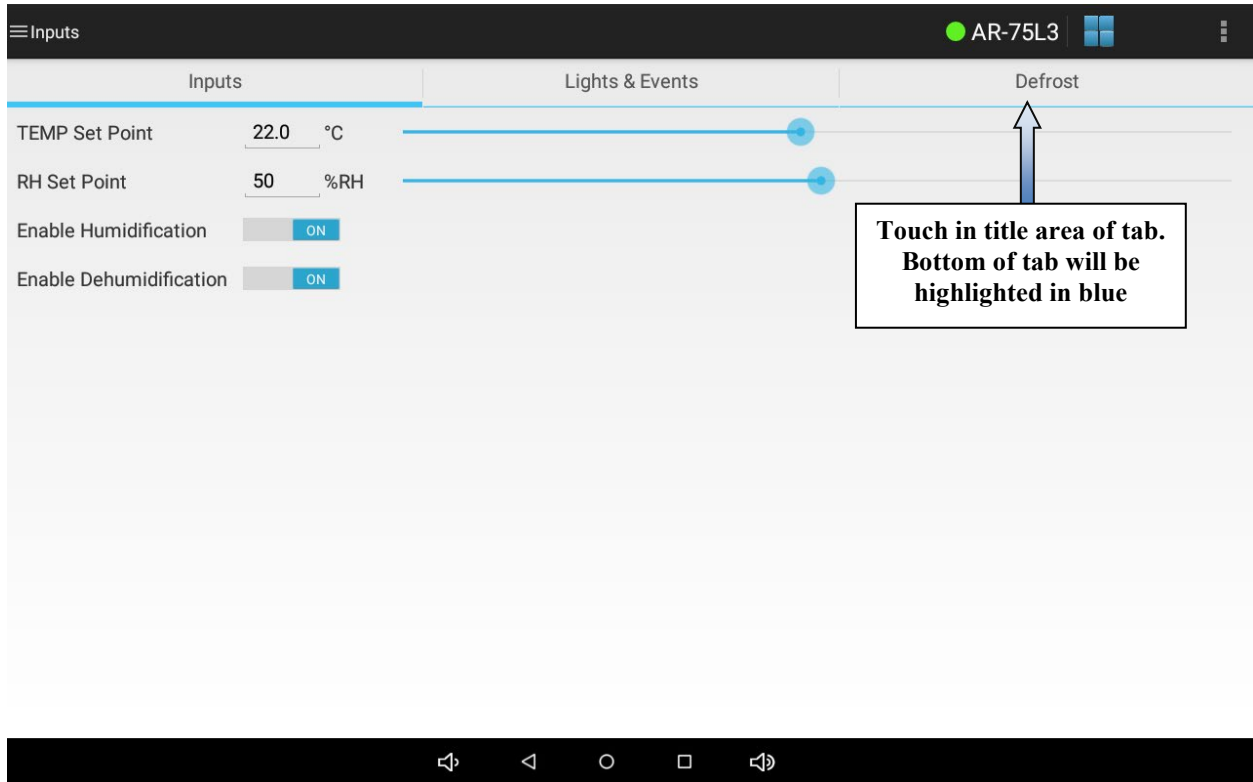 Inputs
AR-75L3
Inputs
Lights & Events
Defrost
TEMP Set Point 22.0 °C
RH Set Point 50 %RH
Enable Humidification ON
Enable Dehumidification ON
Touch in title area of tab.
Bottom of tab will be
highlighted in blue